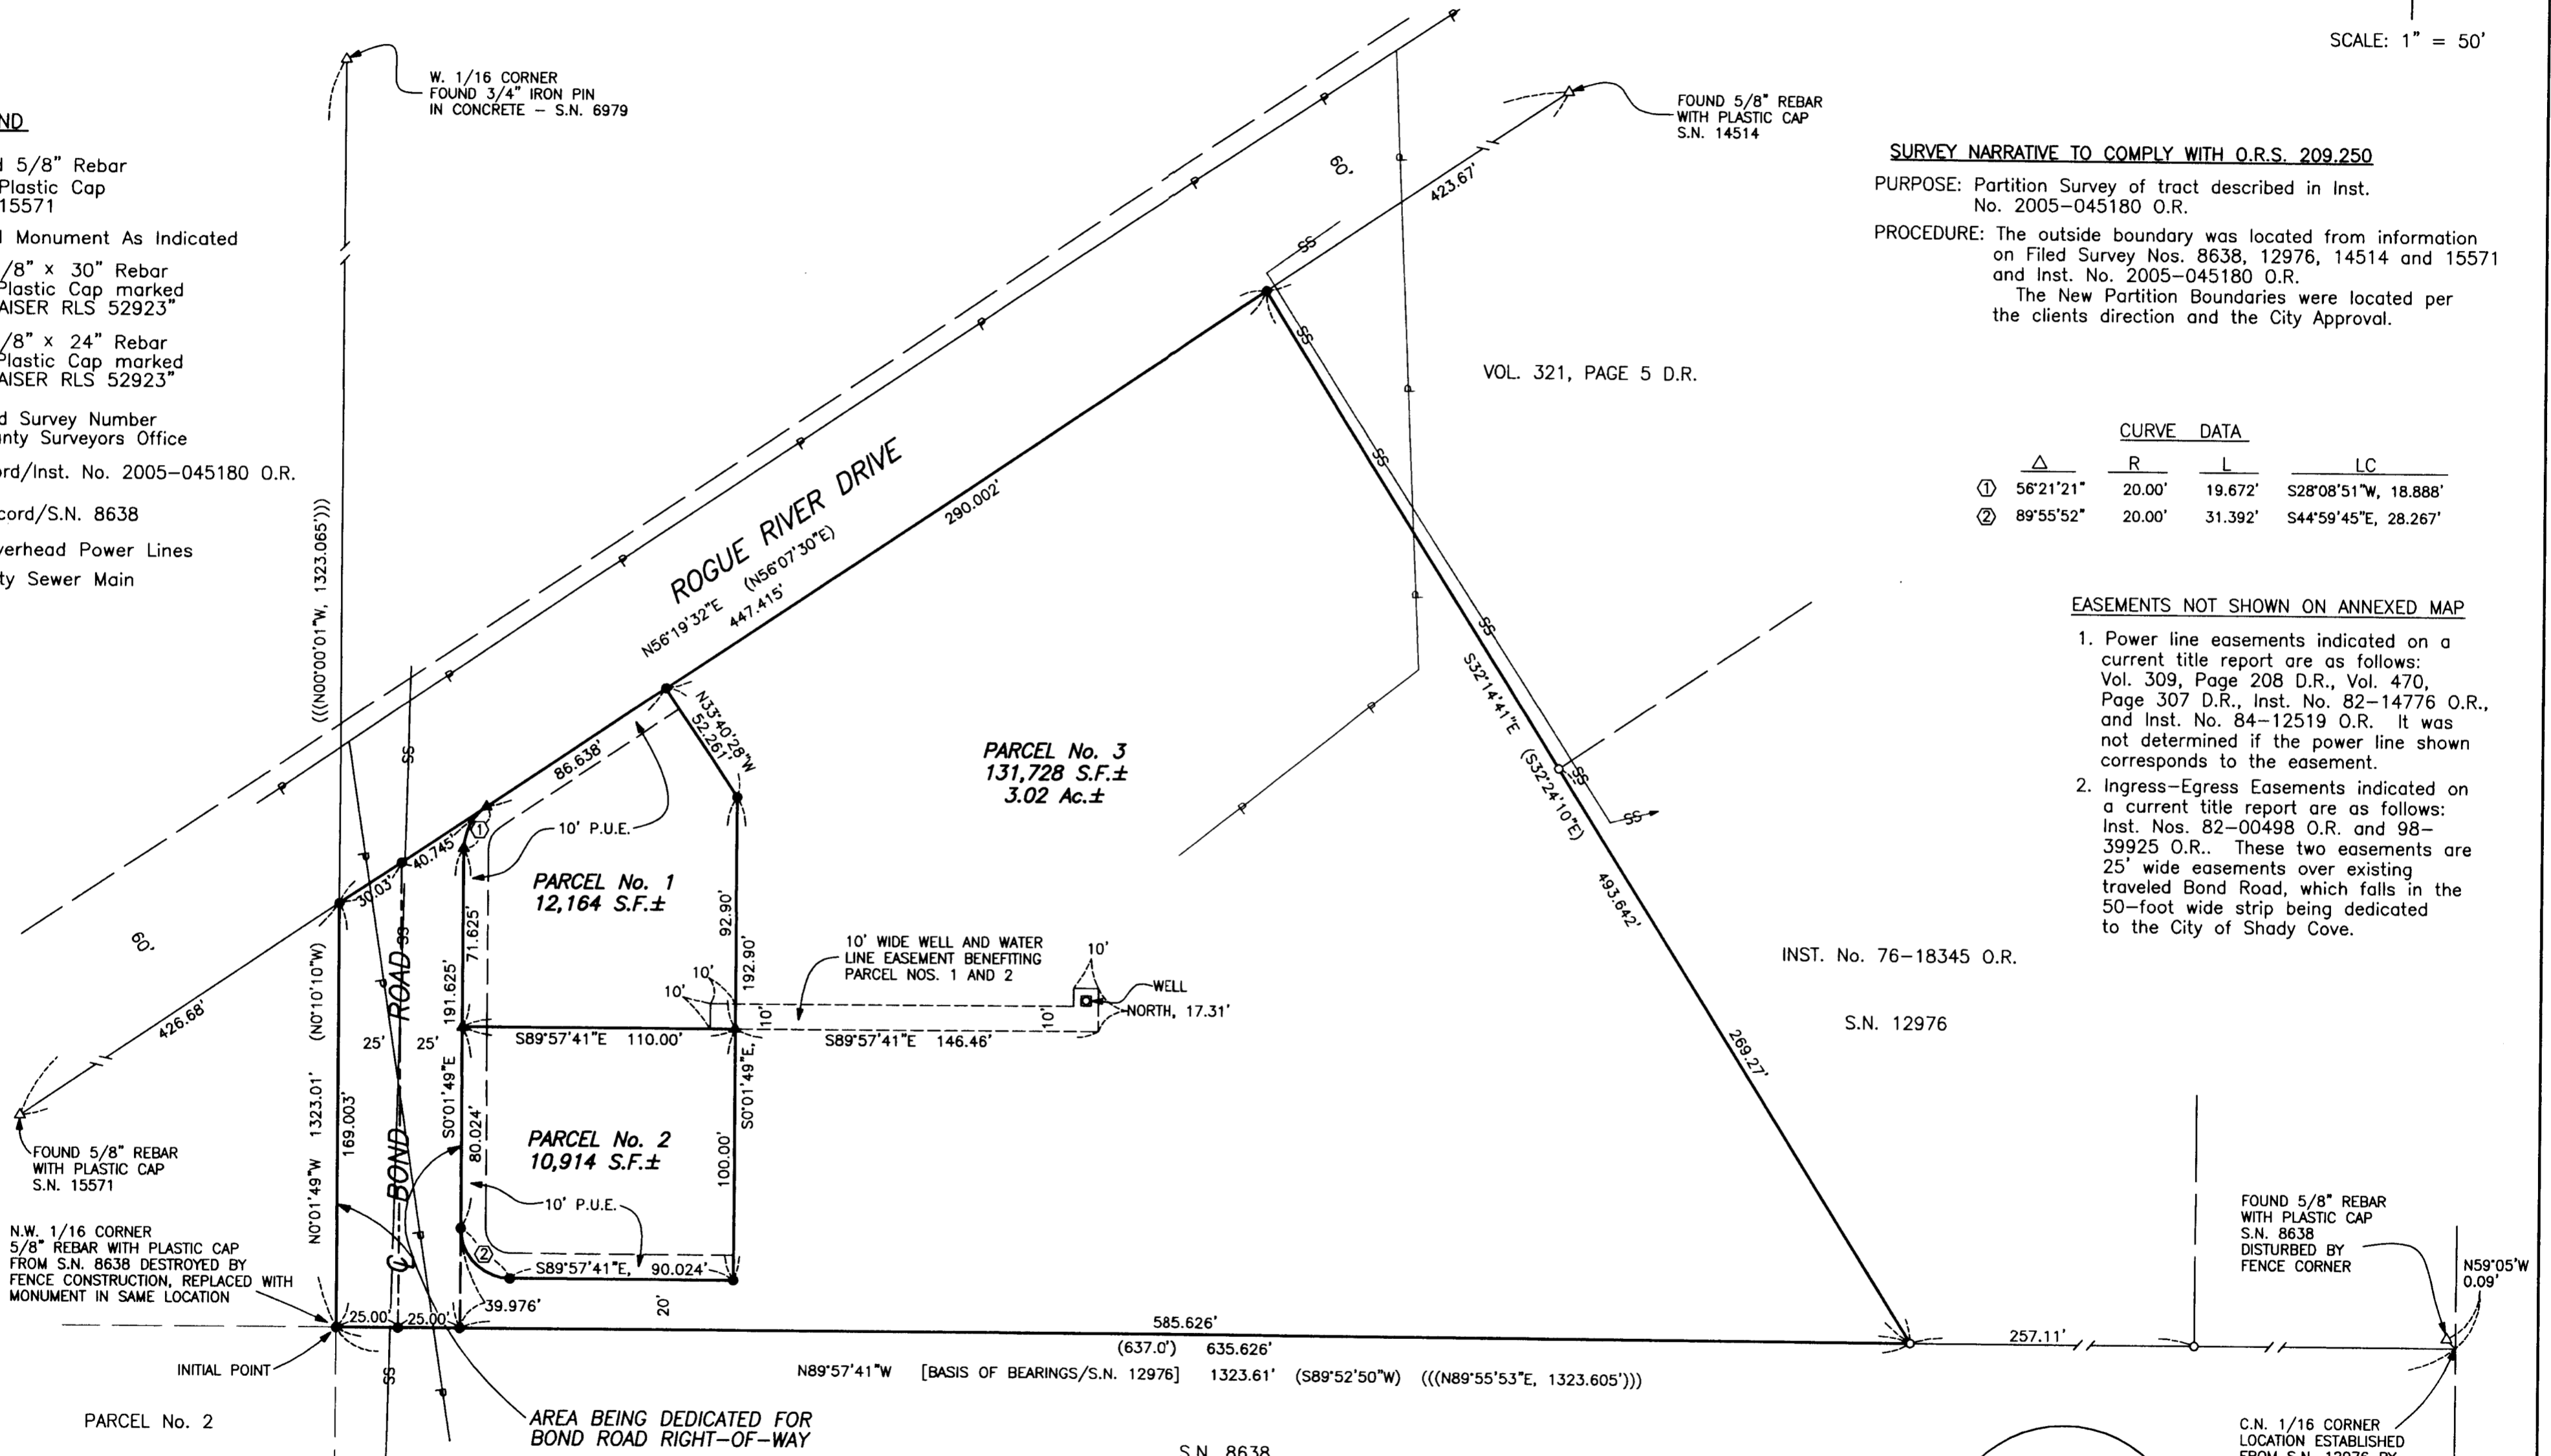 SCALE: 1" = 50'
W. 1/16 CORNER
FOUND 3/4" IRON PIN
IN CONCRETE – S.N. 6979
5/8" Rebar
Plastic Cap
15571
Monument As Indicated
/8" x 30" Rebar
Plastic Cap marked
AISER RLS 52923"
/8" x 24" Rebar
Plastic Cap marked
AISER RLS 52923"
d Survey Number
nty Surveyors Office
ord/Inst. No. 2005-045180 O.R.
cord/S.N. 8638
verhead Power Lines
ty Sewer Main
FOUND 5/8" REBAR
WITH PLASTIC CAP
S.N. 14514
60'
423.67'
SURVEY NARRATIVE TO COMPLY WITH O.R.S. 209.250
PURPOSE: Partition Survey of tract described in Inst.
No. 2005-045180 O.R.
PROCEDURE: The outside boundary was located from information
on Filed Survey Nos. 8638, 12976, 14514 and 15571
and Inst. No. 2005-045180 O.R.
The New Partition Boundaries were located per
the clients direction and the City Approval.
VOL. 321, PAGE 5 D.R.
CURVE DATA
△ R L LC
1 56°21'21" 20.00' 19.672' S28°08'51"W, 18.888'
2 89°55'52" 20.00' 31.392' S44°59'45"E, 28.267'
EASEMENTS NOT SHOWN ON ANNEXED MAP
1. Power line easements indicated on a
current title report are as follows:
Vol. 309, Page 208 D.R., Vol. 470,
Page 307 D.R., Inst. No. 82-14776 O.R.,
and Inst. No. 84-12519 O.R. It was
not determined if the power line shown
corresponds to the easement.
2. Ingress-Egress Easements indicated on
a current title report are as follows:
Inst. Nos. 82-00498 O.R. and 98-
39925 O.R.. These two easements are
25' wide easements over existing
traveled Bond Road, which falls in the
50-foot wide strip being dedicated
to the City of Shady Cove.
(((N00°00'01"W, 1323.065')))
ROGUE RIVER DRIVE
N56°19'32"E (N56°07'30"E)
447.415'
290.002'
86.638'
40.745'
30.03'
N33°40'28"W
52.261'
PARCEL No. 3
131,728 S.F.±
3.02 Ac.±
S32°14'41"E (S32°24'10"E)
493.642'
269.27'
10' P.U.E.
1
PARCEL No. 1
12,164 S.F.±
71.625'
191.625'
92.90'
192.90'
10' WIDE WELL AND WATER
LINE EASEMENT BENEFITING
PARCEL NOS. 1 AND 2
10'
10'
10'
10'
10'
WELL
NORTH, 17.31'
S89°57'41"E 110.00'
S89°57'41"E 146.46'
INST. No. 76-18345 O.R.
S.N. 12976
60'
426.68'
FOUND 5/8" REBAR
WITH PLASTIC CAP
S.N. 15571
N0°01'49"W 1323.01' (N0°10'10"W)
169.003'
25' 25'
℄ BOND ROAD
S0°01'49"E
80.024'
PARCEL No. 2
10,914 S.F.±
100.00'
S0°01'49"E,
10' P.U.E.
2
S89°57'41"E, 90.024'
39.976'
20'
N.W. 1/16 CORNER
5/8" REBAR WITH PLASTIC CAP
FROM S.N. 8638 DESTROYED BY
FENCE CONSTRUCTION, REPLACED WITH
MONUMENT IN SAME LOCATION
INITIAL POINT
25.00' 25.00'
585.626'
(637.0') 635.626'
N89°57'41"W [BASIS OF BEARINGS/S.N. 12976] 1323.61' (S89°52'50"W) (((N89°55'53"E, 1323.605')))
257.11'
FOUND 5/8" REBAR
WITH PLASTIC CAP
S.N. 8638
DISTURBED BY
FENCE CORNER
N59°05'W
0.09'
PARCEL No. 2
AREA BEING DEDICATED FOR
BOND ROAD RIGHT-OF-WAY
S.N. 8638
C.N. 1/16 CORNER
LOCATION ESTABLISHED
FROM S.N. 12976 BY